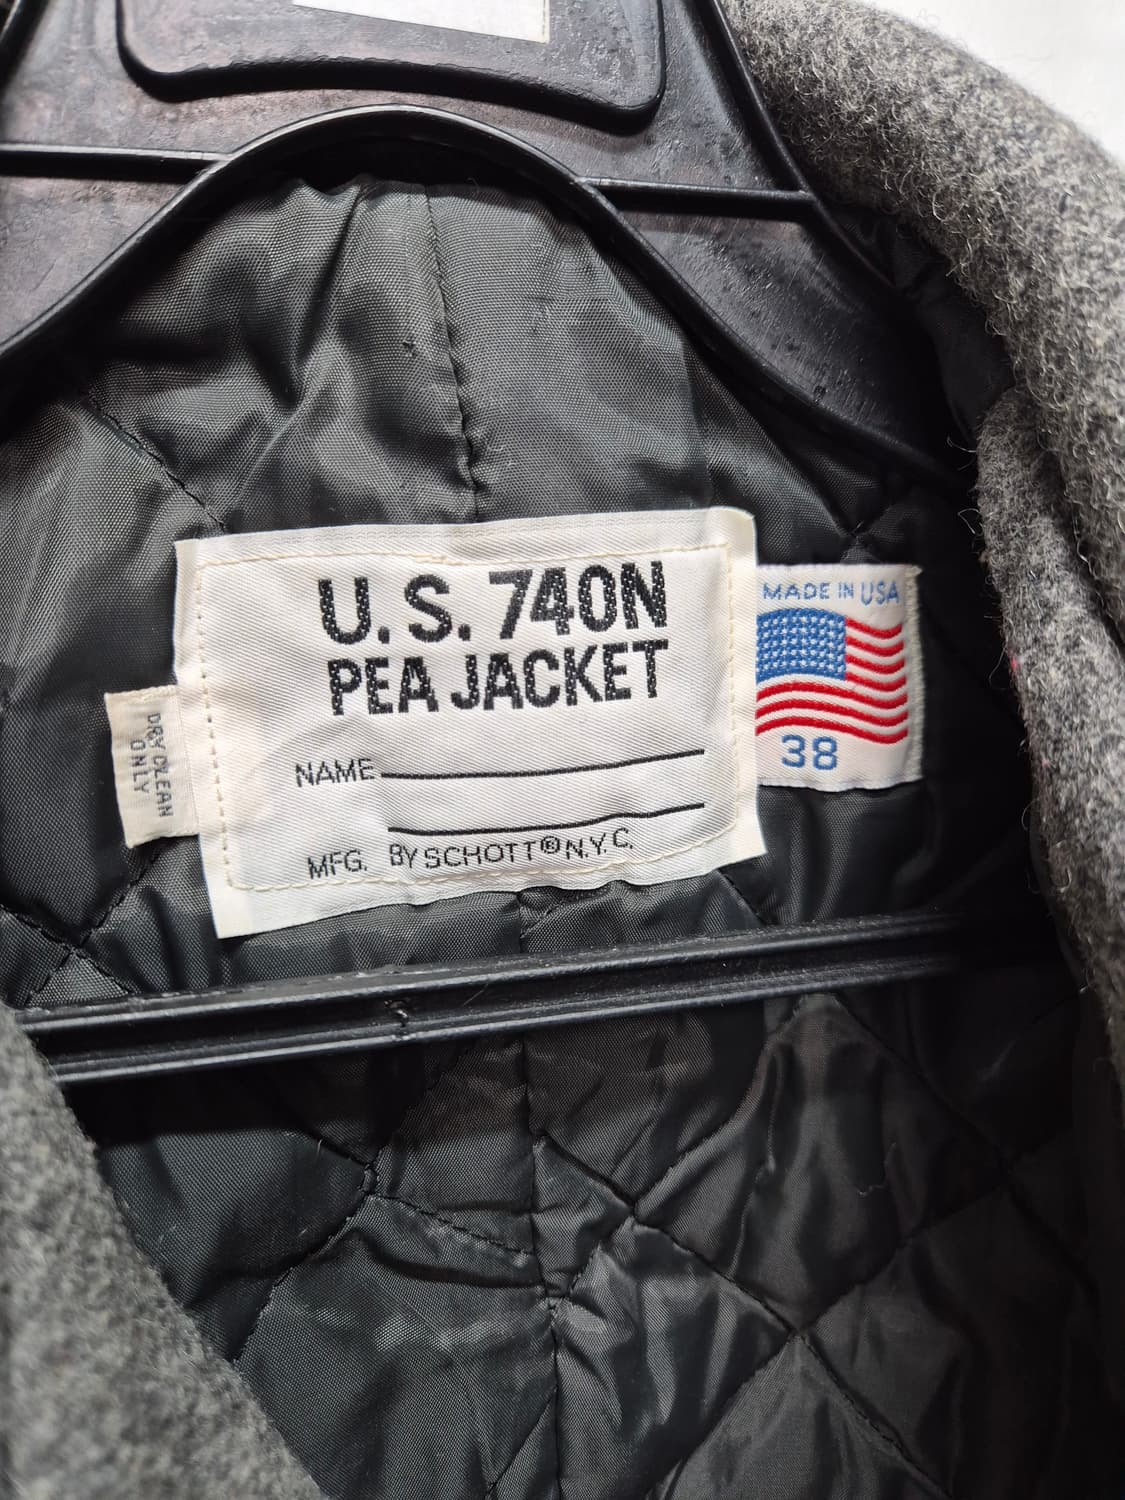 U.S. 740N
PEA JACKET
NAME
MFG. BY SCHOTT® N.Y.C.
DRY CLEAN
ONLY
MADE IN USA
38